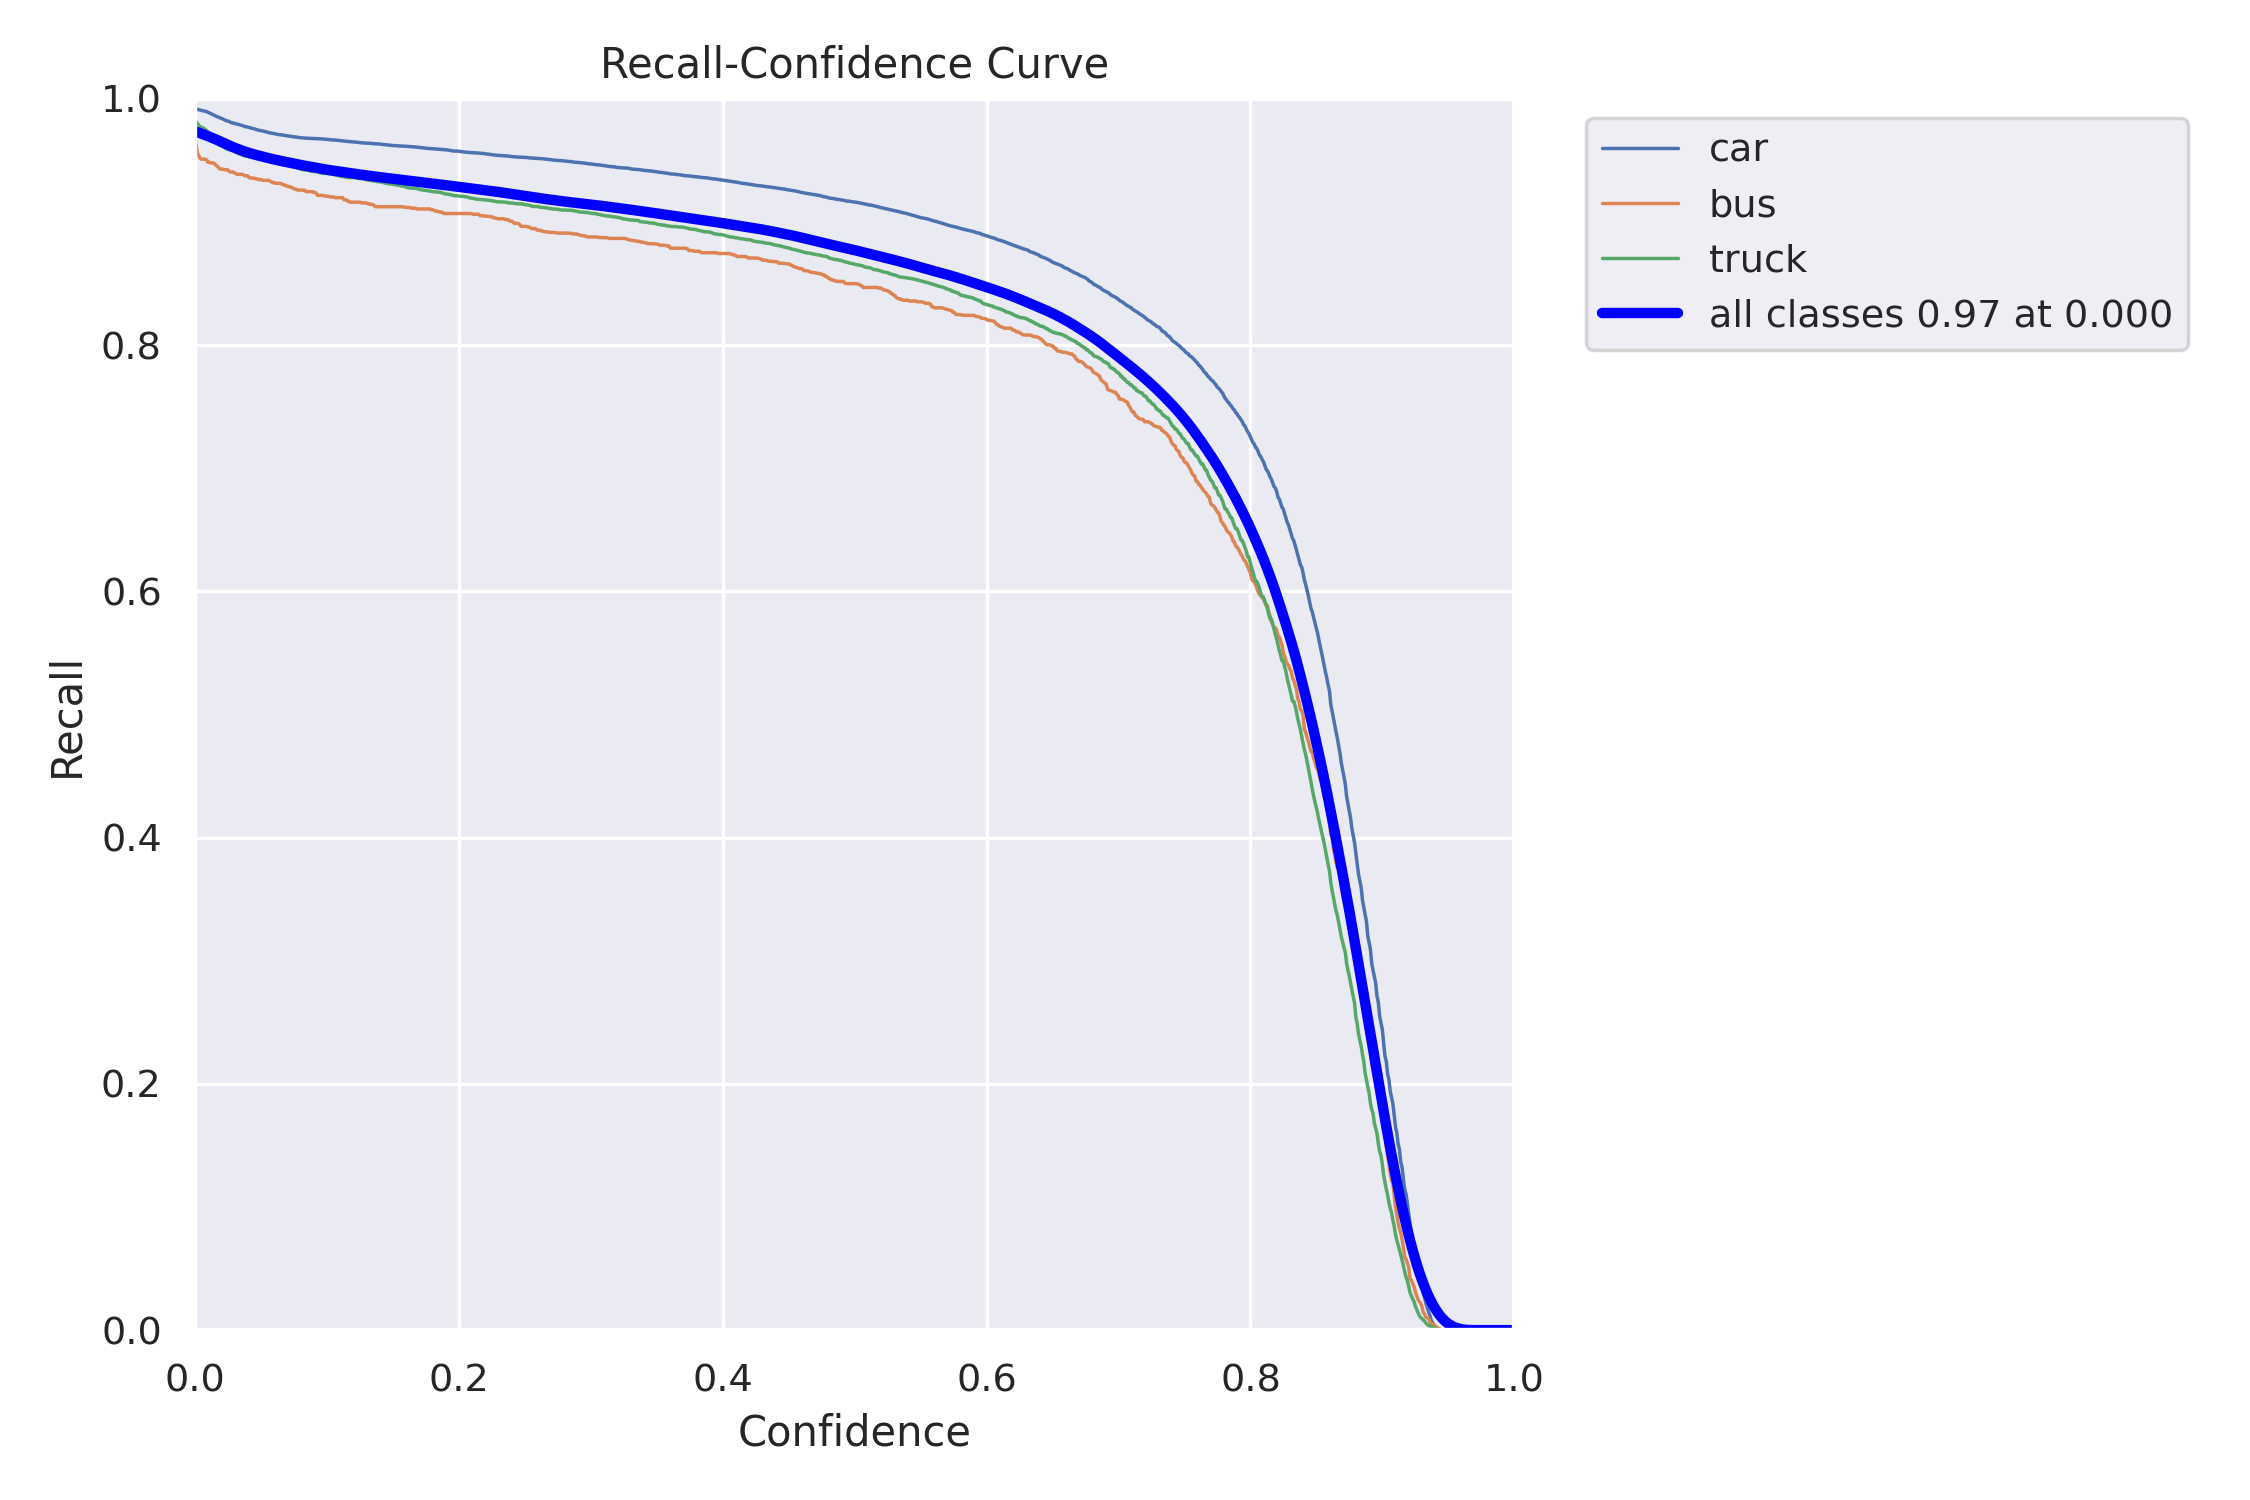 Recall-Confidence Curve
1.0
0.8
0.6
0.4
0.2
0.0
Recall
0.0 0.2 0.4 0.6 0.8 1.0
Confidence
car
bus
truck
all classes 0.97 at 0.000